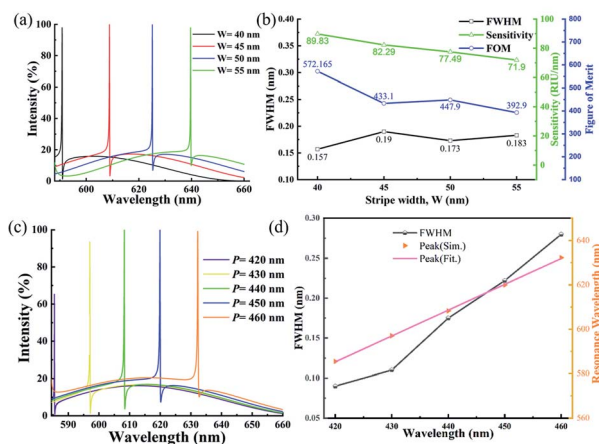 (a)
W= 40 nm
W= 45 nm
W= 50 nm
W= 55 nm
Intensity (%)
100
80
60
40
20
0
600
620
640
660
Wavelength (nm)
(b)
FWHM
Sensitivity
FOM
FWHM (nm)
0.40
0.35
0.30
0.25
0.20
0.15
0.10
89.83
82.29
77.49
71.9
572.165
433.1
447.9
392.9
0.157
0.19
0.173
0.183
40
45
50
55
Stripe width, W (nm)
100
80
60
40
20
0
Sensitivity (RIU/nm)
800
700
600
500
400
300
200
100
Figure of Merit
(c)
P= 420 nm
P= 430 nm
P= 440 nm
P= 450 nm
P= 460 nm
Intensity (%)
100
80
60
40
20
0
590
600
610
620
630
640
650
660
Wavelength (nm)
(d)
FWHM
Peak(Sim.)
Peak(Fit.)
FWHM (nm)
0.30
0.25
0.20
0.15
0.10
0.05
420
430
440
450
460
Wavelength (nm)
640
620
600
580
560
Resonance Wavelength (nm)